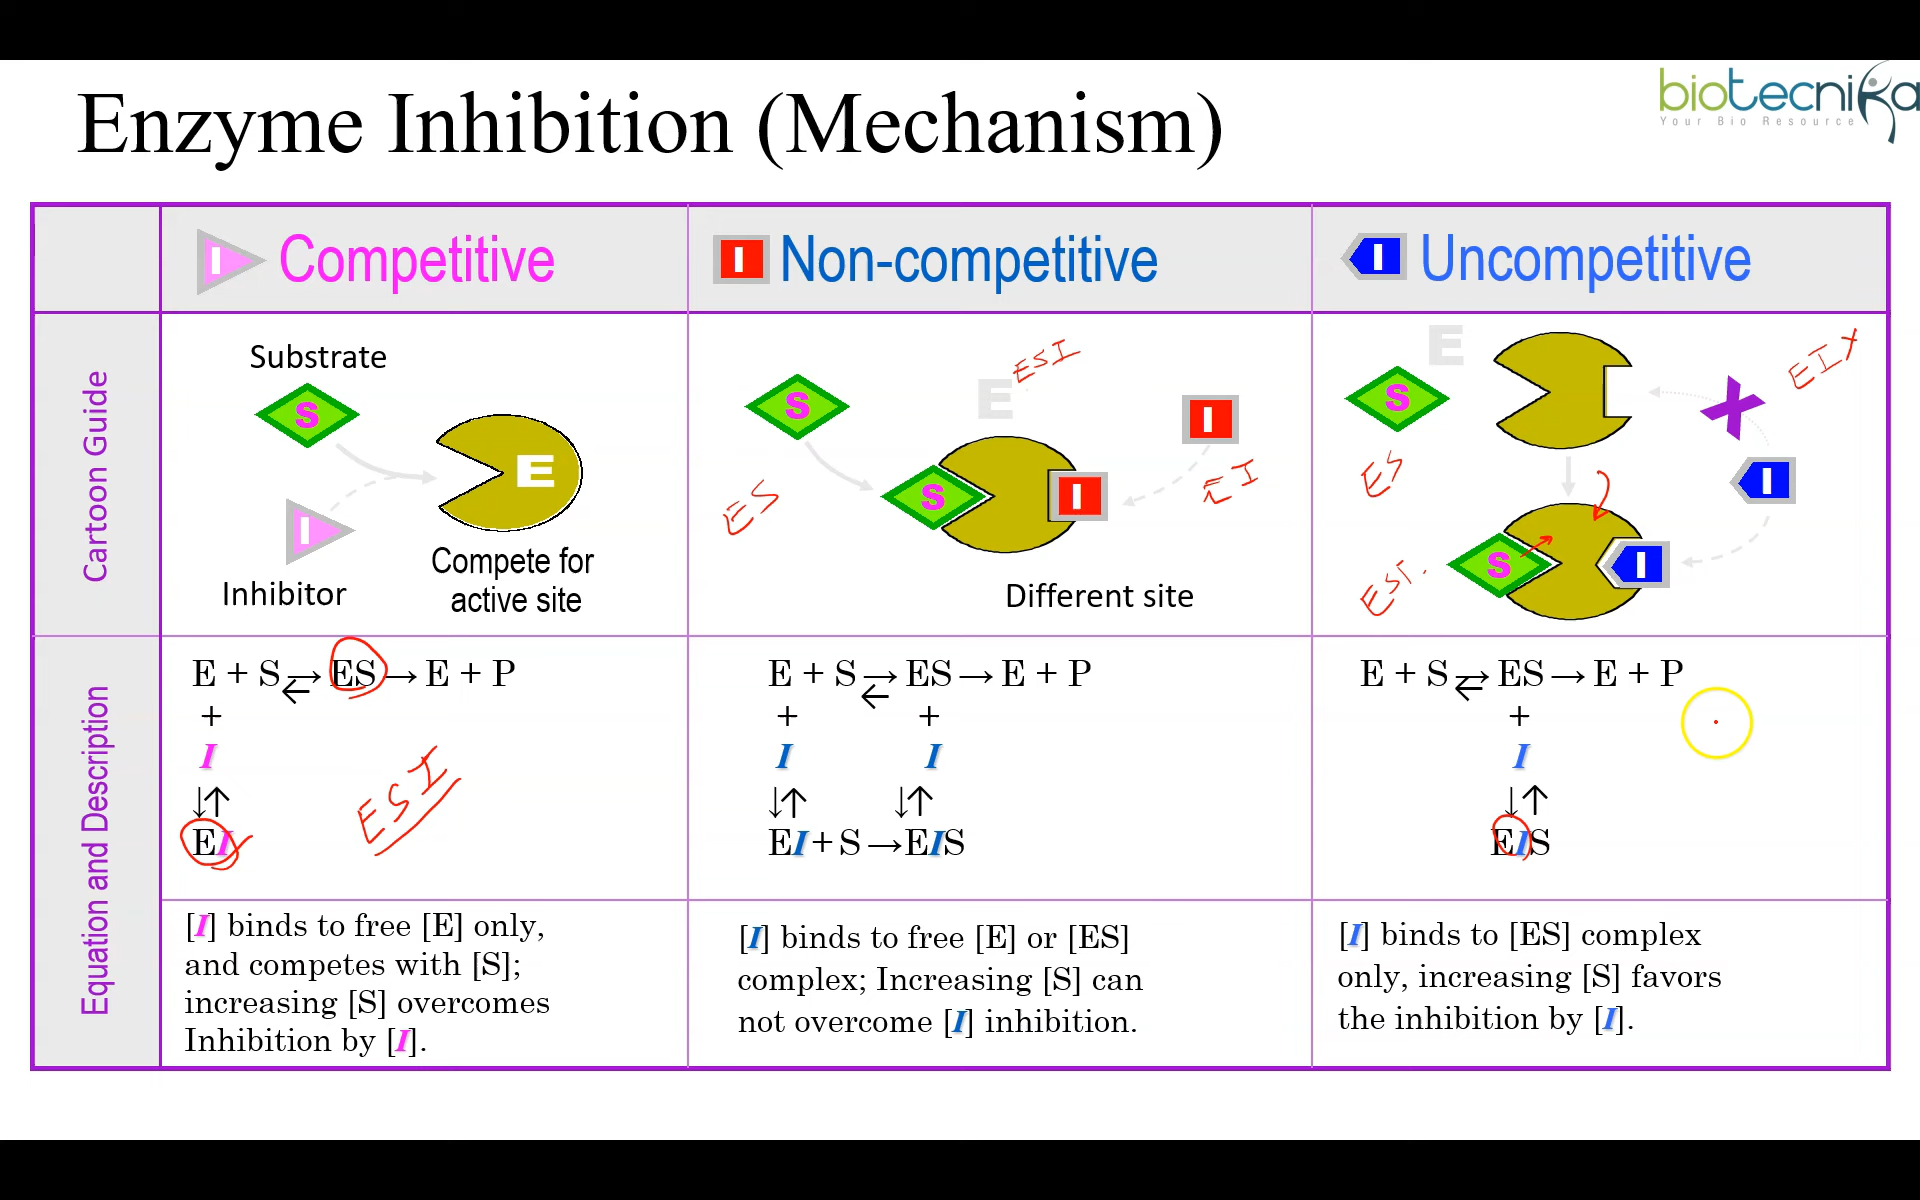 biotecnika
Your Bio Resource
Enzyme Inhibition (Mechanism)
I Competitive
I Non-competitive
I Uncompetitive
Cartoon Guide
Substrate
S
E
I
Inhibitor
Compete for
active site
ESI
E
S
I
S
I
ES
EI
Different site
E
S
EIX
ES
I
S
I
ESI.
Equation and Description
E + S ⇄ ES → E + P
+
I
↓↑
EI
ESI
E + S ⇄ ES → E + P
+ +
I I
↓↑ ↓↑
EI + S → EIS
E + S ⇄ ES → E + P
+
I
↓↑
EIS
[I] binds to free [E] only,
and competes with [S];
increasing [S] overcomes
Inhibition by [I].
[I] binds to free [E] or [ES]
complex; Increasing [S] can
not overcome [I] inhibition.
[I] binds to [ES] complex
only, increasing [S] favors
the inhibition by [I].